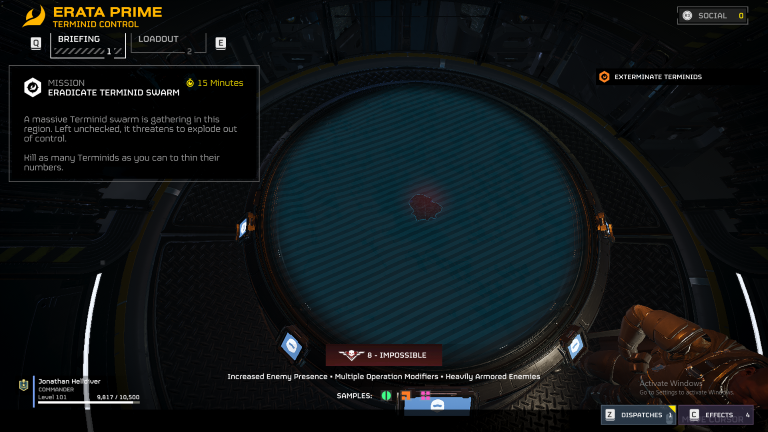 ERATA PRIME
TERMINID CONTROL
SOCIAL 0
Q BRIEFING 1 LOADOUT 2 E
MISSION 15 Minutes
ERADICATE TERMINID SWARM
EXTERMINATE TERMINIDS
A massive Terminid swarm is gathering in this
region. Left unchecked, it threatens to explode out
of control.
Kill as many Terminids as you can to thin their
numbers.
8 - IMPOSSIBLE
Increased Enemy Presence • Multiple Operation Modifiers • Heavily Armored Enemies
SAMPLES:
Jonathan Helldiver
COMMANDER
Level 101 9,817 / 10,500
Activate Windows
Go to Settings to activate Windows.
Z DISPATCHES 1 C EFFECTS 4
CURSOR